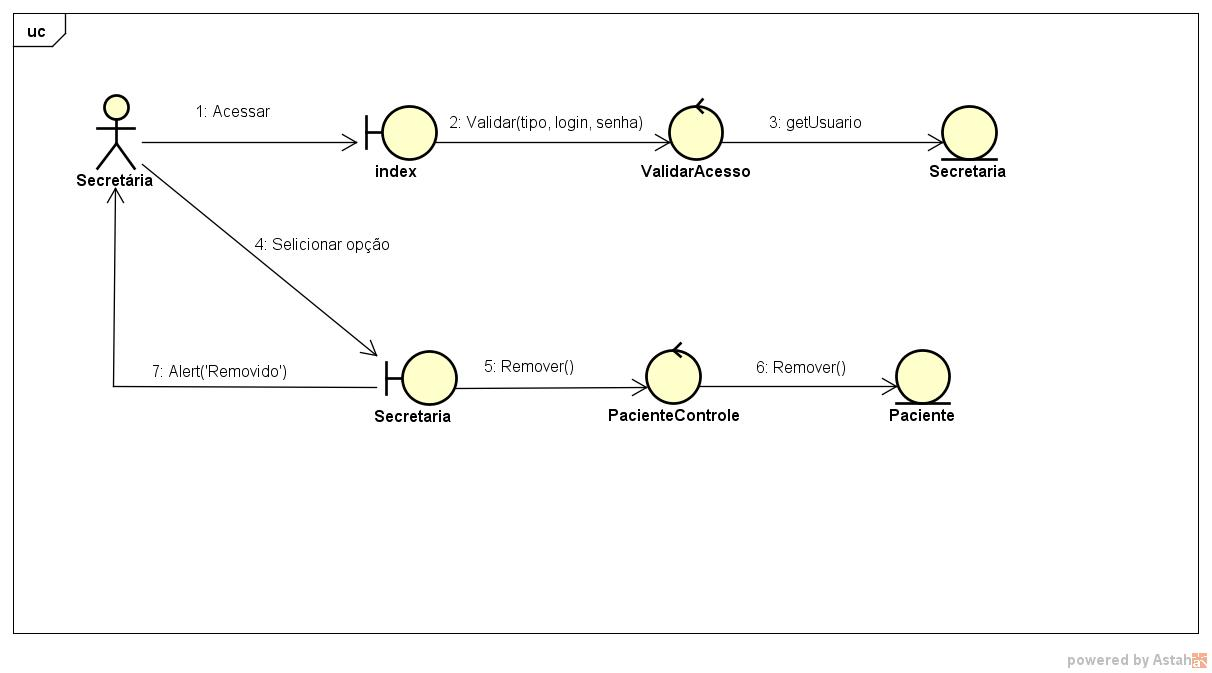 uc
1: Acessar
2: Validar(tipo, login, senha)
3: getUsuario
Secretária
index
ValidarAcesso
Secretaria
4: Selicionar opção
7: Alert('Removido')
5: Remover()
6: Remover()
Secretaria
PacienteControle
Paciente
powered by Astah